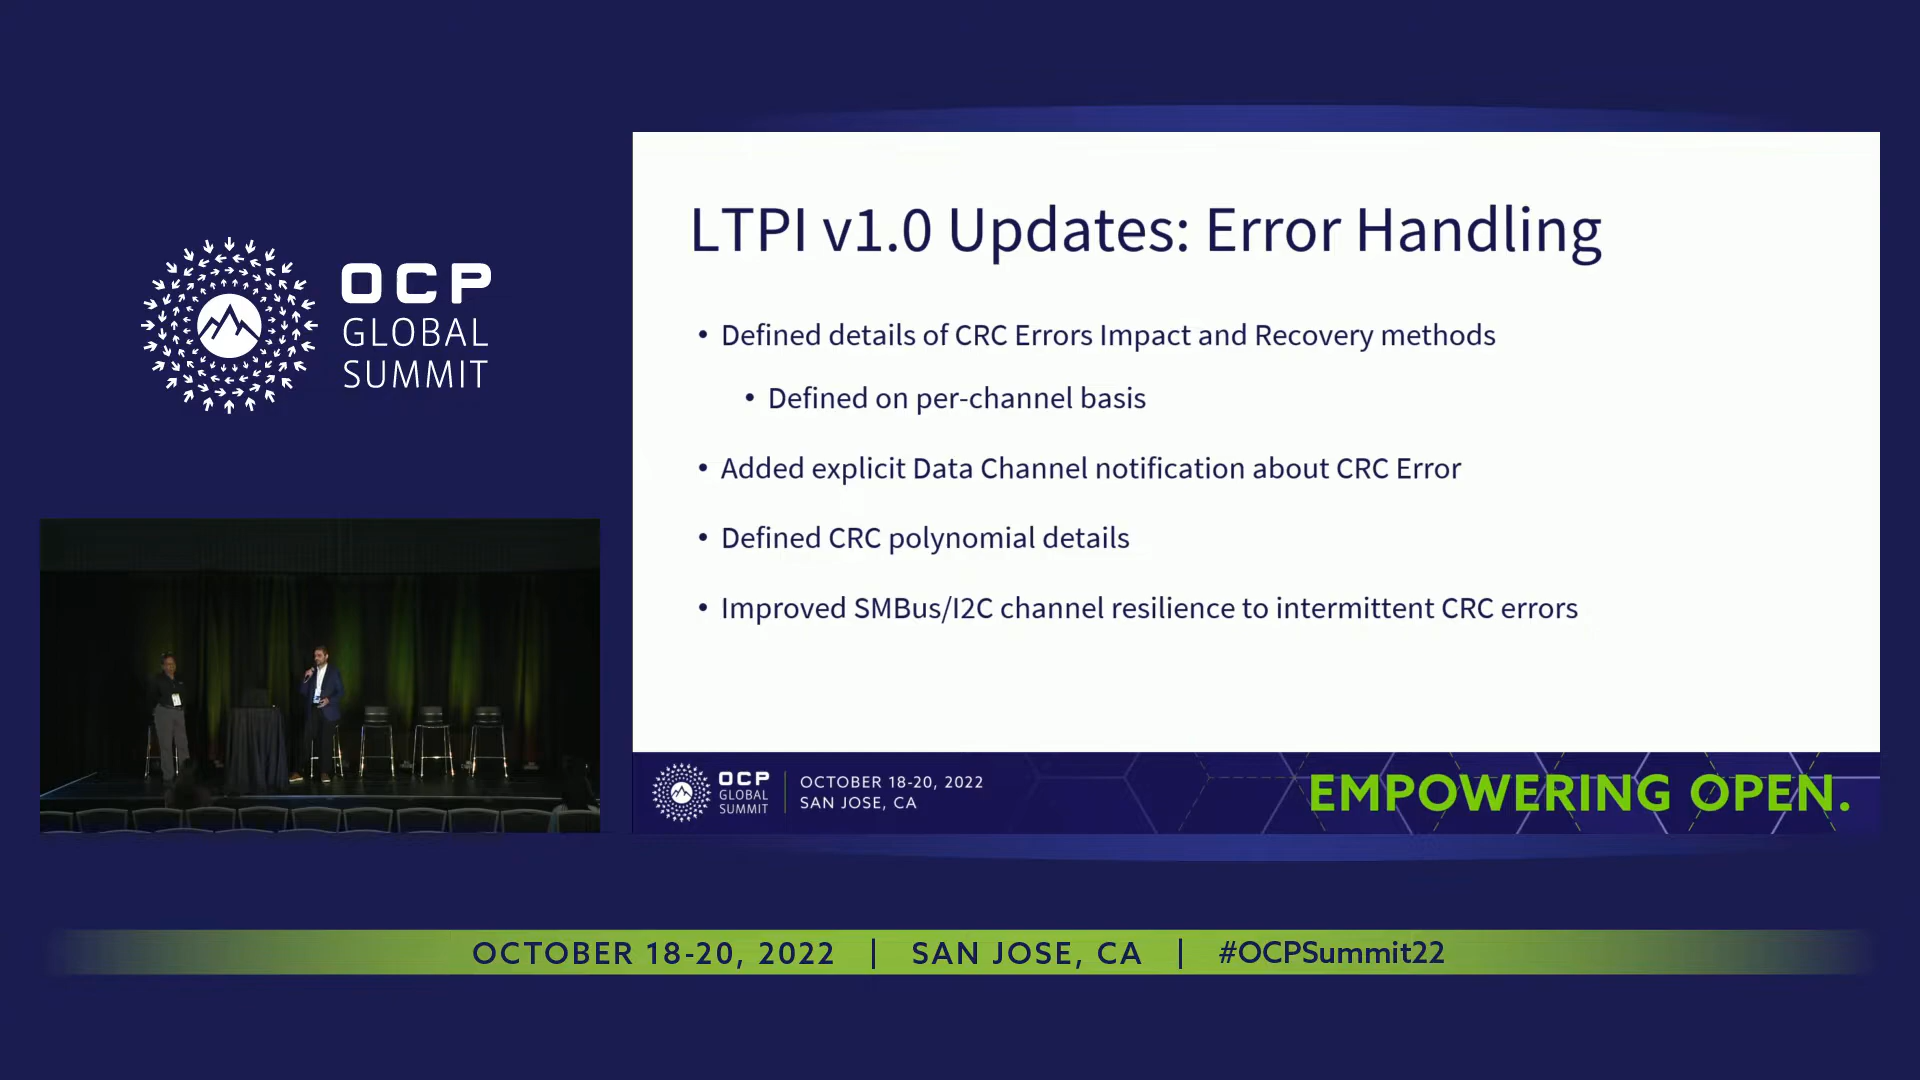 OCP
GLOBAL
SUMMIT
LTPI v1.0 Updates: Error Handling
• Defined details of CRC Errors Impact and Recovery methods
• Defined on per-channel basis
• Added explicit Data Channel notification about CRC Error
• Defined CRC polynomial details
• Improved SMBus/I2C channel resilience to intermittent CRC errors
OCP
GLOBAL
SUMMIT
OCTOBER 18-20, 2022
SAN JOSE, CA
EMPOWERING OPEN.
OCTOBER 18-20, 2022 | SAN JOSE, CA | #OCPSummit22